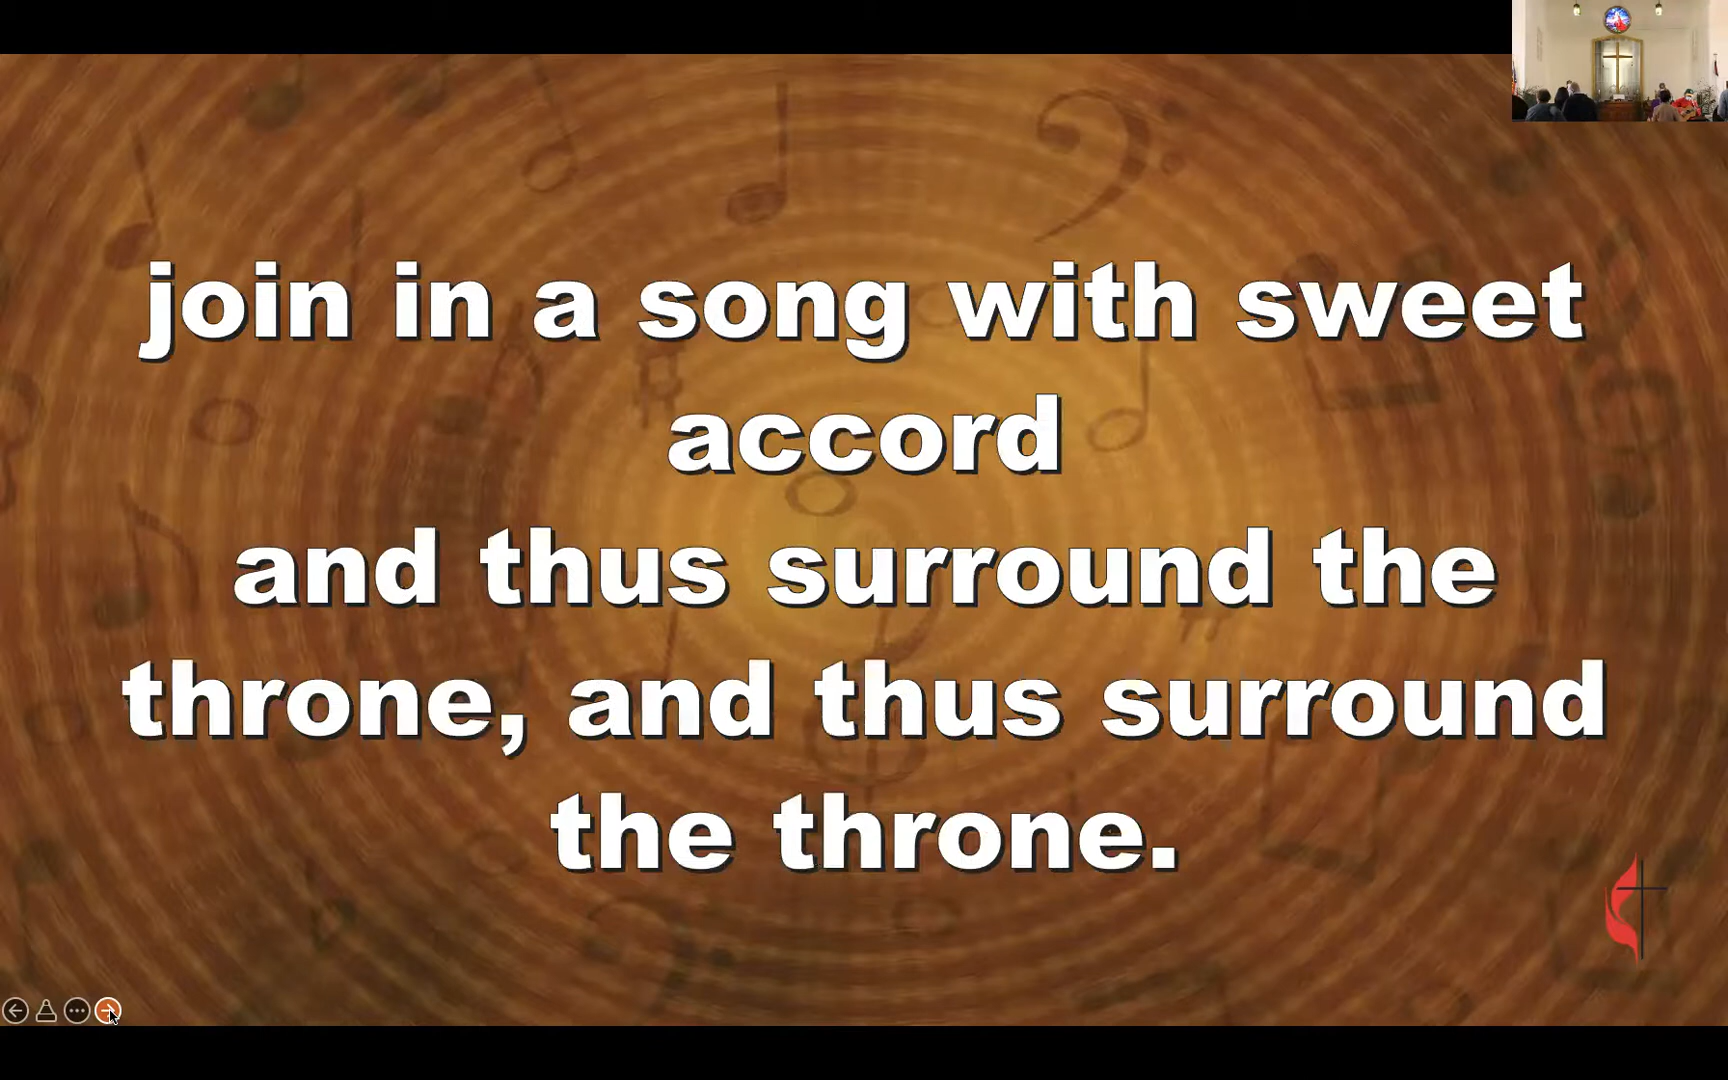 join in a song with sweet
accord
and thus surround the
throne, and thus surround
the throne.